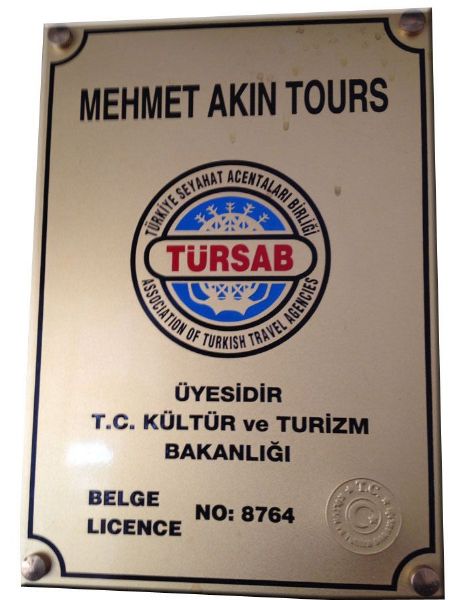 MEHMET AKIN TOURS
TÜRKİYE SEYAHAT ACENTALARI BİRLİĞİ
TÜRSAB
ASSOCIATION OF TURKISH TRAVEL AGENCIES
ÜYESİDİR
T.C. KÜLTÜR ve TURİZM
BAKANLIĞI
BELGE
LICENCE
NO: 8764
T.C.